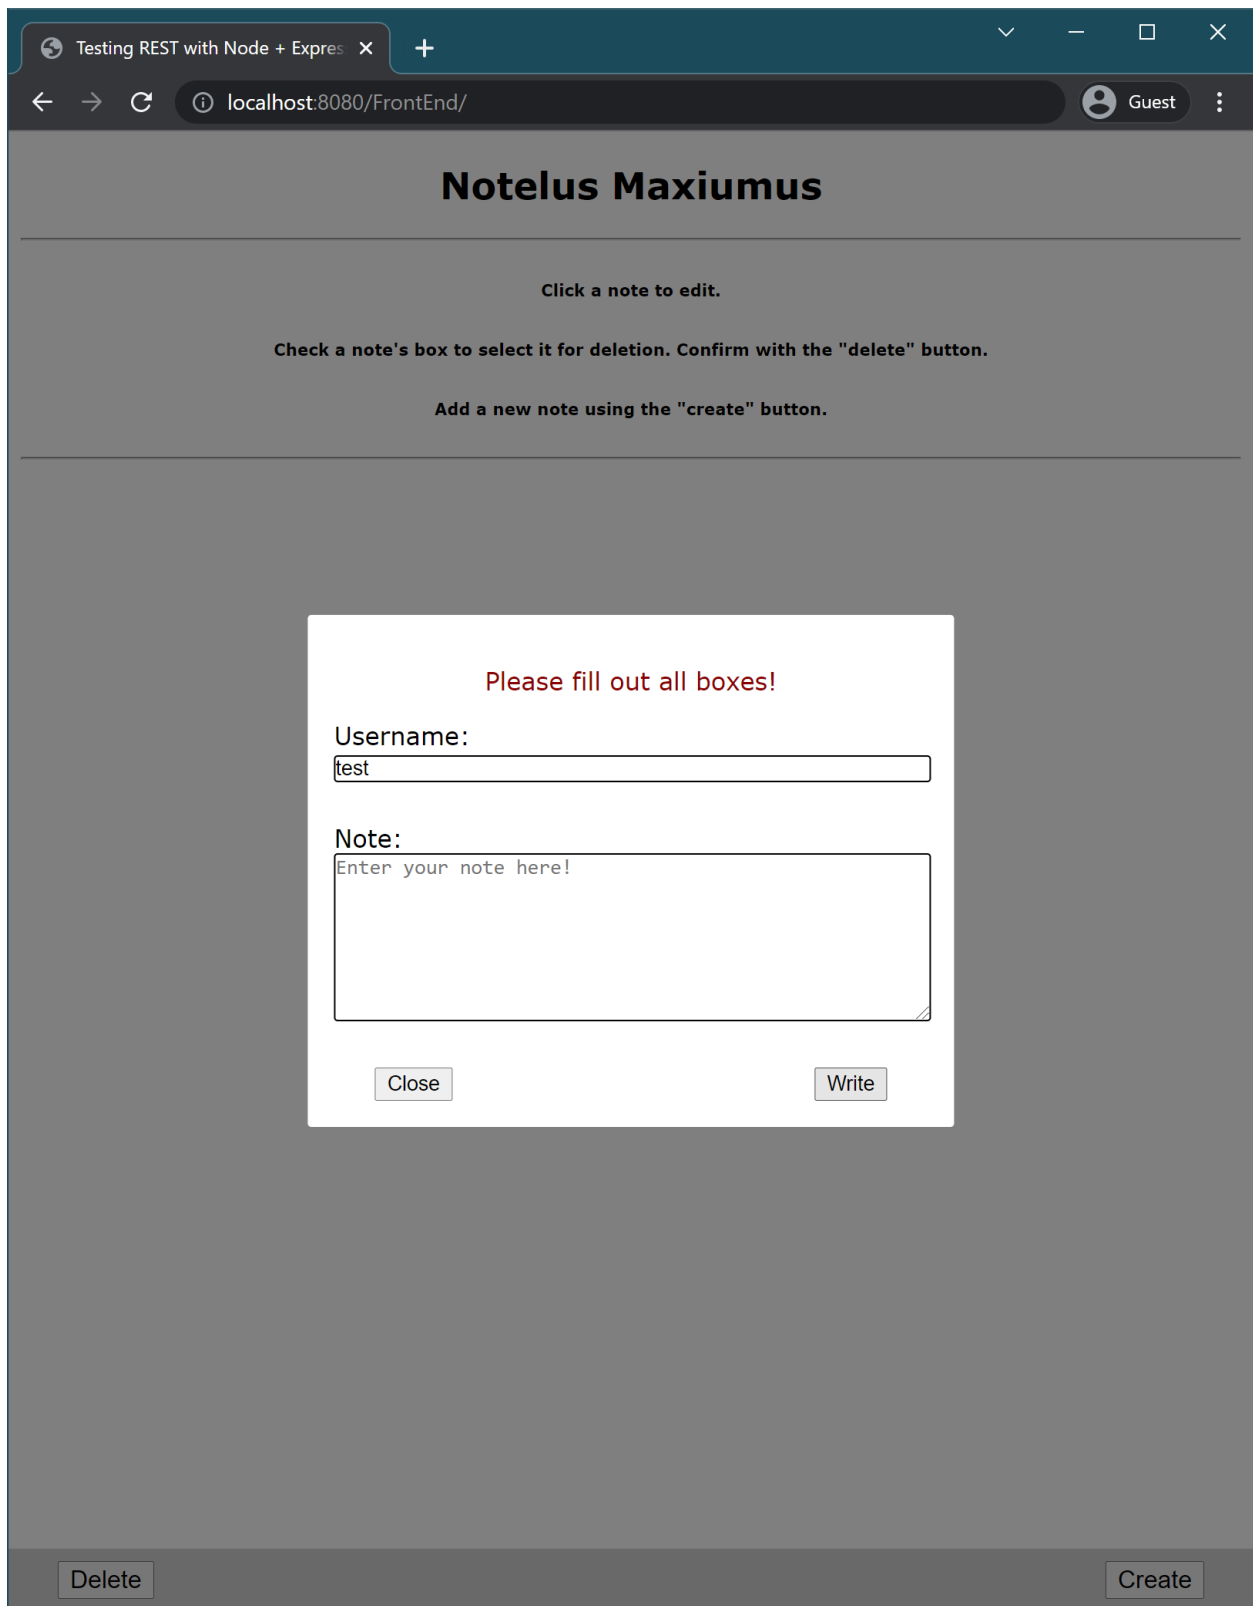 Testing REST with Node + Expres
localhost:8080/FrontEnd/
Guest
Notelus Maxiumus
Click a note to edit.
Check a note's box to select it for deletion. Confirm with the "delete" button.
Add a new note using the "create" button.
Please fill out all boxes!
Username:
test
Note:
Enter your note here!
Close Write
Delete Create